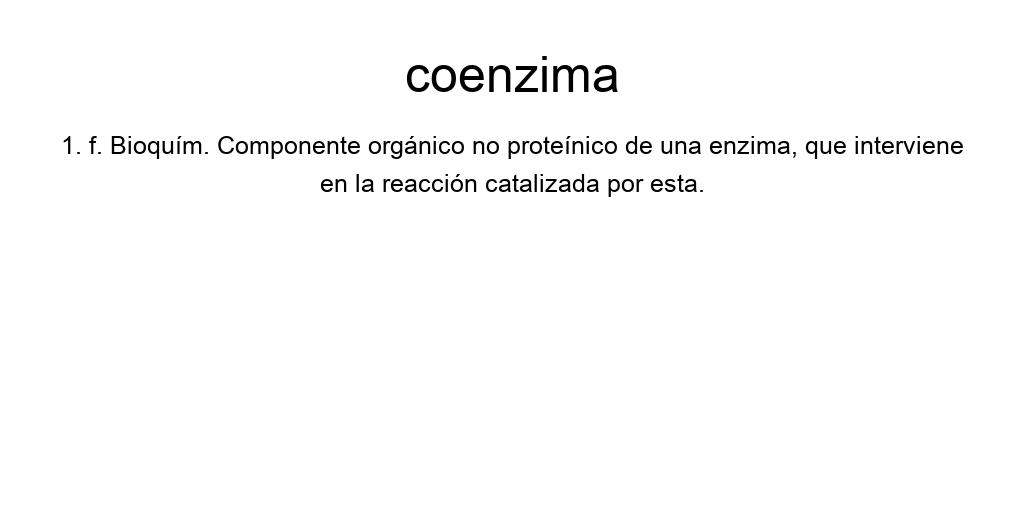 coenzima
1. f. Bioquím. Componente orgánico no proteínico de una enzima, que interviene
en la reacción catalizada por esta.